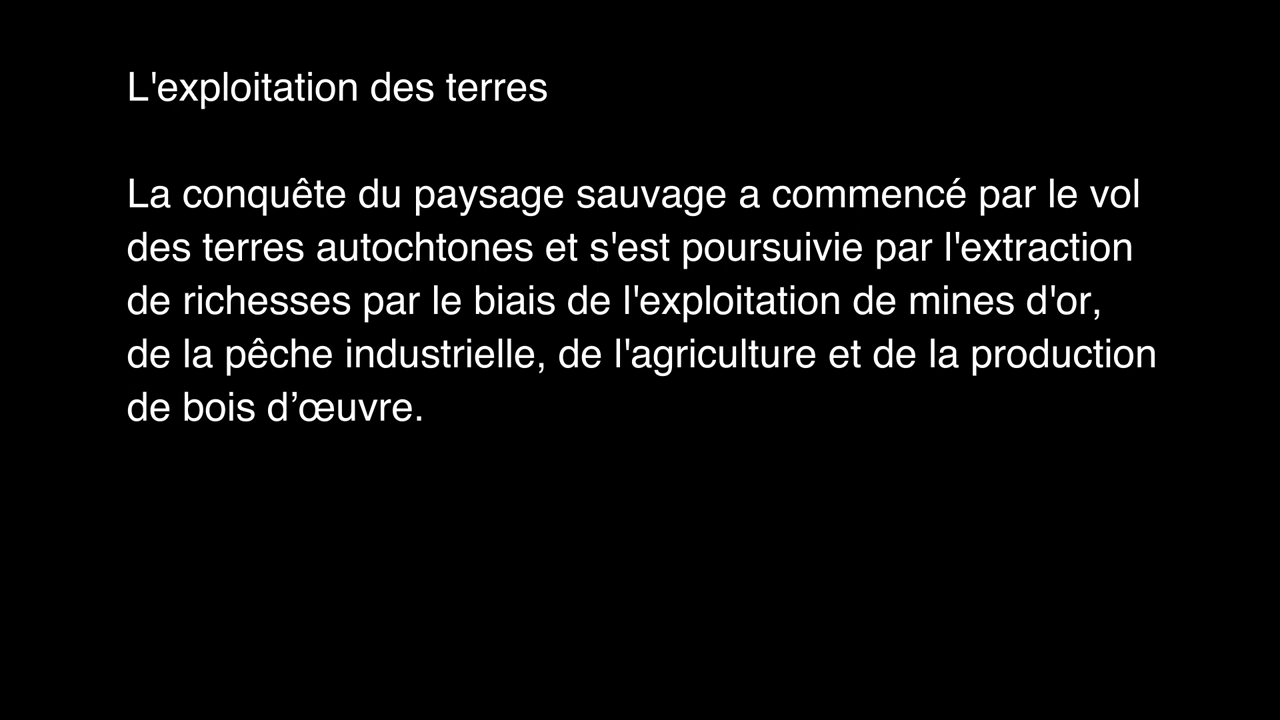 L'exploitation des terres
La conquête du paysage sauvage a commencé par le vol
des terres autochtones et s'est poursuivie par l'extraction
de richesses par le biais de l'exploitation de mines d'or,
de la pêche industrielle, de l'agriculture et de la production
de bois d’œuvre.